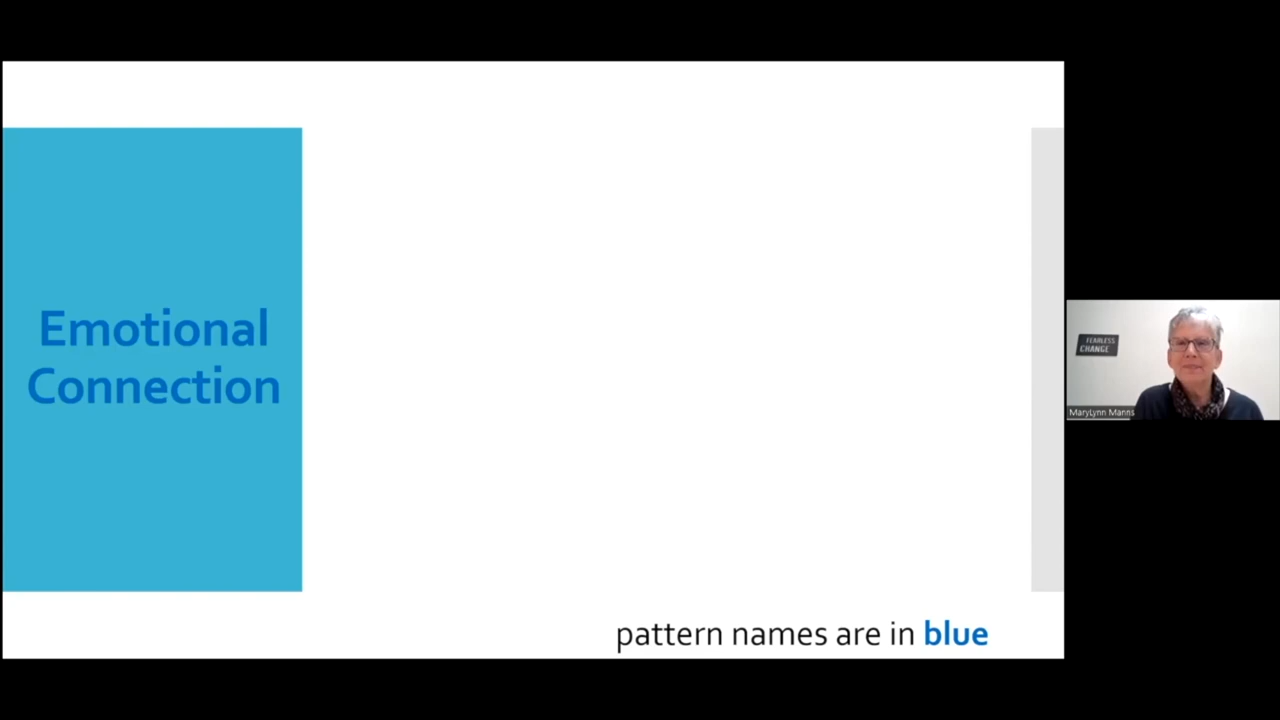 Emotional
Connection
pattern names are in blue
FEARLESS
CHANGE
MaryLynn Manns